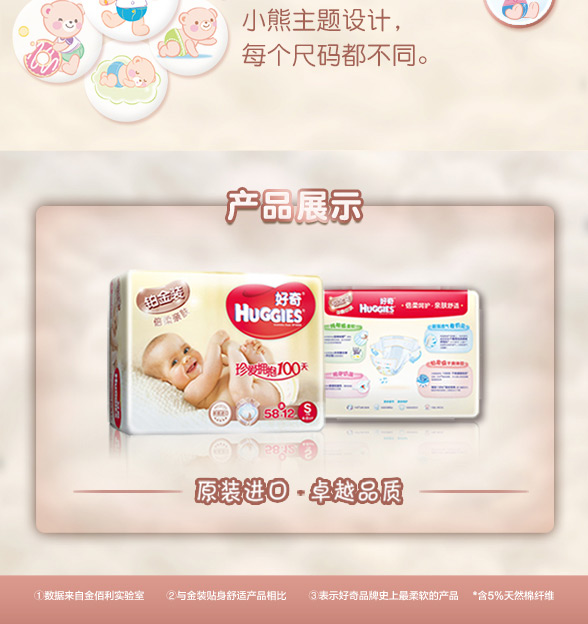 小熊主题设计，
每个尺码都不同。
产品展示
铂金装
倍柔亲肤
好奇
HUGGIES
珍爱拥抱100天
58+12
S
好奇
HUGGIES
倍柔呵护·亲肤舒适
原装进口·卓越品质
①数据来自金佰利实验室 ②与金装贴身舒适产品相比 ③表示好奇品牌史上最柔软的产品 *含5%天然棉纤维